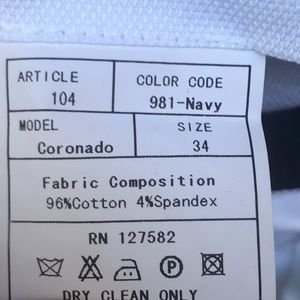 ARTICLE COLOR CODE
104 981-Navy
MODEL SIZE
Coronado 34
Fabric Composition
96%Cotton 4%Spandex
RN 127582
P
DRY CLEAN ONLY